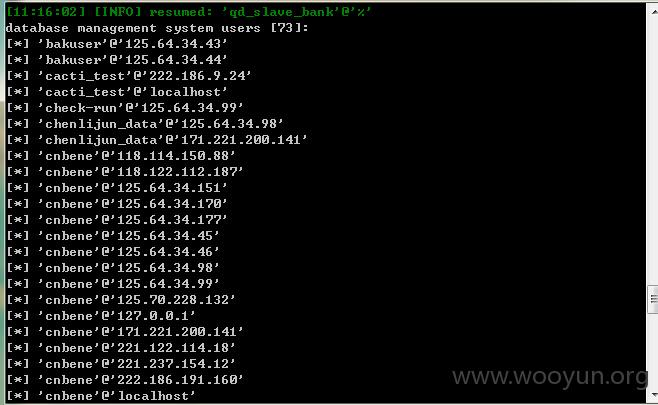 [11:16:02] [INFO] resumed: 'qd_slave_bank'@'%'
database management system users [73]:
[*] 'bakuser'@'125.64.34.43'
[*] 'bakuser'@'125.64.34.44'
[*] 'cacti_test'@'222.186.9.24'
[*] 'cacti_test'@'localhost'
[*] 'check-run'@'125.64.34.99'
[*] 'chenlijun_data'@'125.64.34.98'
[*] 'chenlijun_data'@'171.221.200.141'
[*] 'cnbene'@'118.114.150.88'
[*] 'cnbene'@'118.122.112.187'
[*] 'cnbene'@'125.64.34.151'
[*] 'cnbene'@'125.64.34.170'
[*] 'cnbene'@'125.64.34.177'
[*] 'cnbene'@'125.64.34.45'
[*] 'cnbene'@'125.64.34.46'
[*] 'cnbene'@'125.64.34.98'
[*] 'cnbene'@'125.64.34.99'
[*] 'cnbene'@'125.70.228.132'
[*] 'cnbene'@'127.0.0.1'
[*] 'cnbene'@'171.221.200.141'
[*] 'cnbene'@'221.122.114.18'
[*] 'cnbene'@'221.237.154.12'
[*] 'cnbene'@'222.186.191.160'
[*] 'cnbene'@'localhost'
www.wooyun.org